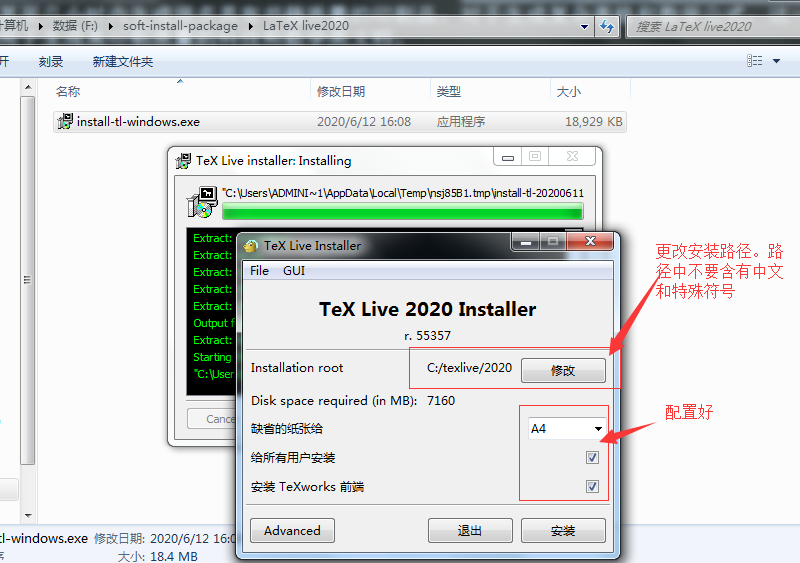 计算机 ▸ 数据 (F:) ▸ soft-install-package ▸ LaTeX live2020
搜索 LaTeX live2020
刻录 新建文件夹
名称 修改日期 类型 大小
install-tl-windows.exe 2020/6/12 16:08 应用程序 18,929 KB
TeX Live installer: Installing
"C:\Users\ADMINI~1\AppData\Local\Temp\nsj85B1.tmp\install-tl-20200611
Extract:
Extract:
Extract:
Extract:
Extract:
Output f
Extract:
Starting
"C:\User
Cance
TeX Live Installer
File GUI
TeX Live 2020 Installer
r. 55357
Installation root C:/texlive/2020 修改
Disk space required (in MB): 7160
缺省的纸张给 A4
给所有用户安装
安装 TeXworks 前端
Advanced 退出 安装
更改安装路径。路
径中不要含有中文
和特殊符号
配置好
tl-windows.exe 修改日期: 2020/6/12 16:0
大小: 18.4 MB